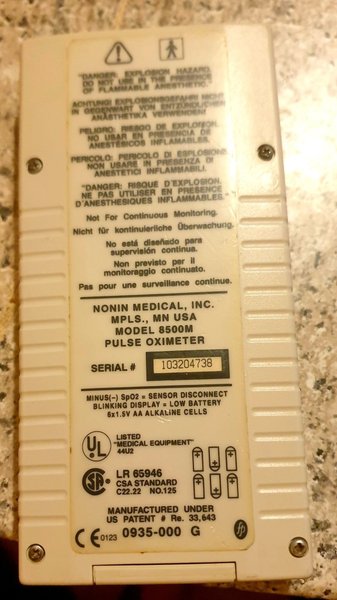 "DANGER: EXPLOSION HAZARD.
DO NOT USE IN THE PRESENCE
OF FLAMMABLE ANESTHETICS."
ACHTUNG! EXPLOSIONSGEFAHR! NICHT
IN GEGENWART VON ENTZÜNDLICHEN
ANÄSTHETIKA VERWENDEN!
PELIGRO: RIESGO DE EXPLOSION.
NO USAR EN PRESENCIA DE
ANESTÉSICOS INFLAMABLES.
PERICOLO: PERICOLO DI ESPLOSIONE
NON USARE IN PRESENZA DI
ANESTETICI INFIAMMABILI.
"DANGER: RISQUE D'EXPLOSION.
NE PAS UTILISER EN PRESENCE
D'ANESTHESIQUES INFLAMMABLES."
Not For Continuous Monitoring.
Nicht für kontinuierliche Überwachung.
No está diseñado para
supervisión continua.
Non previsto per il
monitoraggio continuato.
Pas pour une surveillance continue.
NONIN MEDICAL, INC.
MPLS., MN USA
MODEL 8500M
PULSE OXIMETER
SERIAL # 103204738
MINUS(-) SpO2 = SENSOR DISCONNECT
BLINKING DISPLAY = LOW BATTERY
6x1.5V AA ALKALINE CELLS
UL LISTED
"MEDICAL EQUIPMENT"
44U2
LR 65946
CSA STANDARD
C22.22 NO.125
MANUFACTURED UNDER
US PATENT # Re. 33,643
CE 0123 0935-000 G